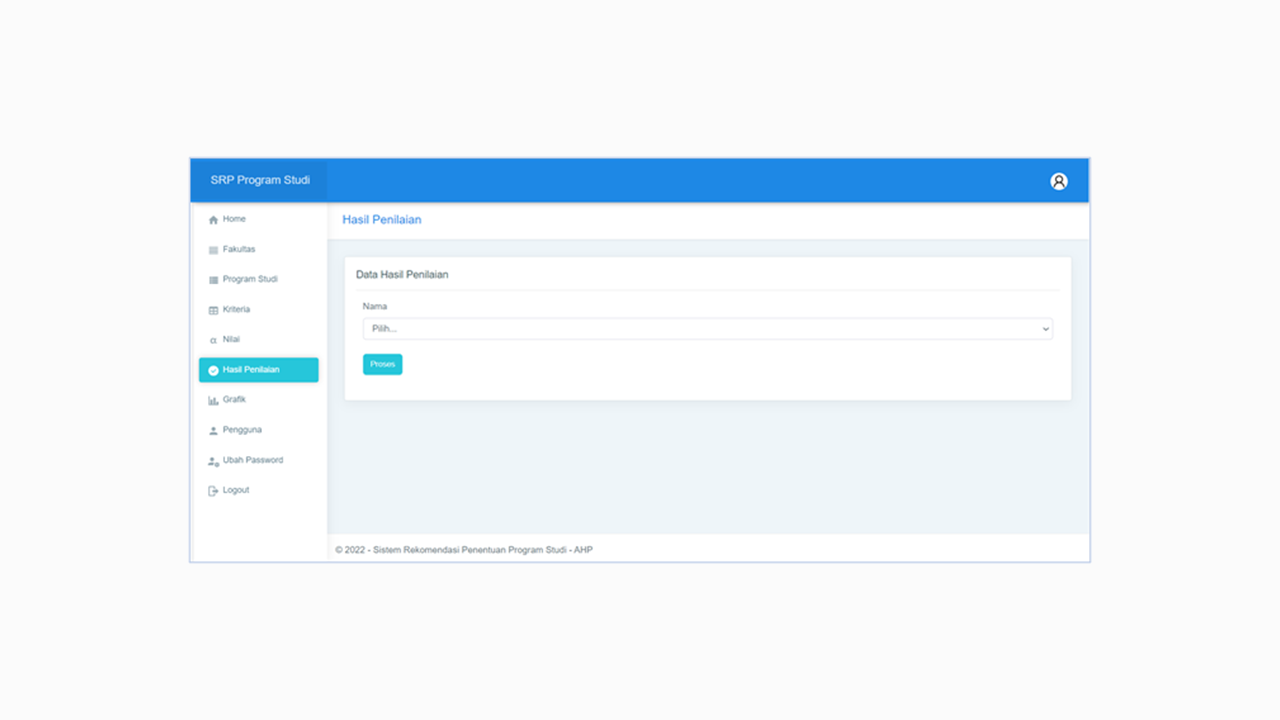 SRP Program Studi
Home
Fakultas
Program Studi
Kriteria
α Nilai
Hasil Penilaian
Grafik
Pengguna
Ubah Password
Logout
Hasil Penilaian
Data Hasil Penilaian
Nama
Pilih...
Proses
© 2022 - Sistem Rekomendasi Penentuan Program Studi - AHP